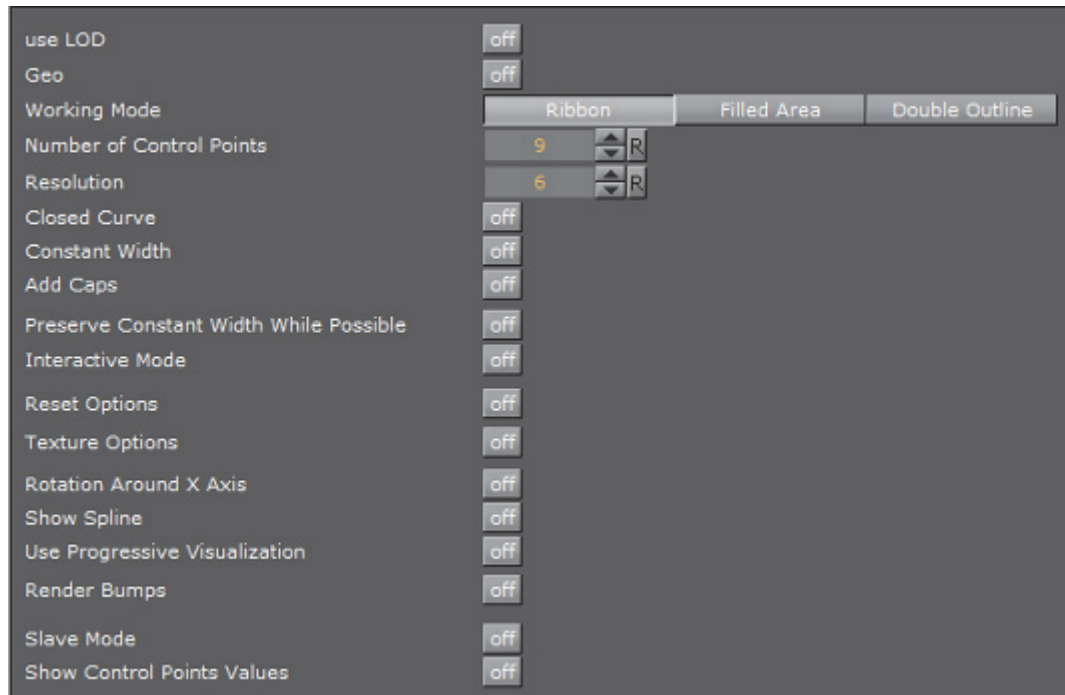 use LOD off
Geo off
Working Mode Ribbon Filled Area Double Outline
Number of Control Points 9 R
Resolution 6 R
Closed Curve off
Constant Width off
Add Caps off
Preserve Constant Width While Possible off
Interactive Mode off
Reset Options off
Texture Options off
Rotation Around X Axis off
Show Spline off
Use Progressive Visualization off
Render Bumps off
Slave Mode off
Show Control Points Values off